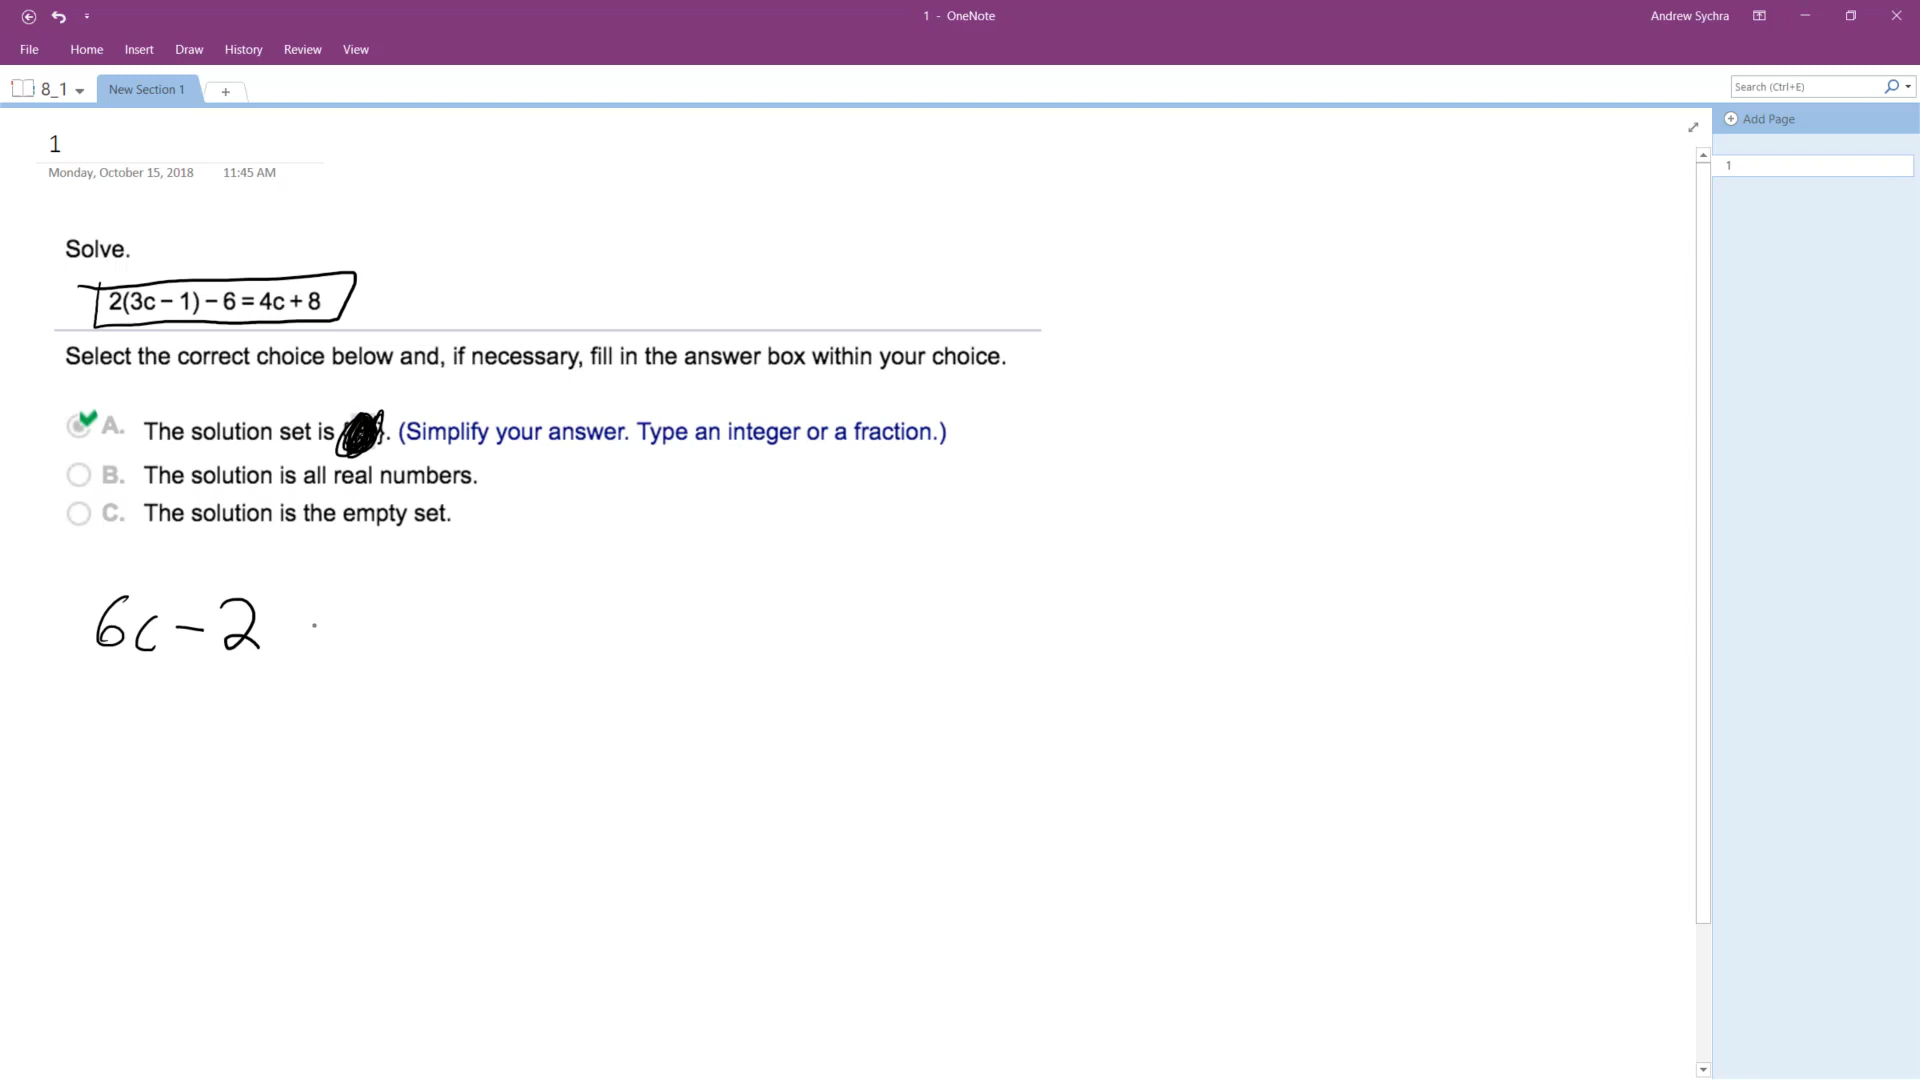 1 - OneNote
Andrew Sychra
File Home Insert Draw History Review View
8_1 New Section 1 +
Search (Ctrl+E)
Add Page
1
1
Monday, October 15, 2018 11:45 AM
Solve.
2(3c − 1) − 6 = 4c + 8
Select the correct choice below and, if necessary, fill in the answer box within your choice.
A. The solution set is }. (Simplify your answer. Type an integer or a fraction.)
B. The solution is all real numbers.
C. The solution is the empty set.
6c − 2